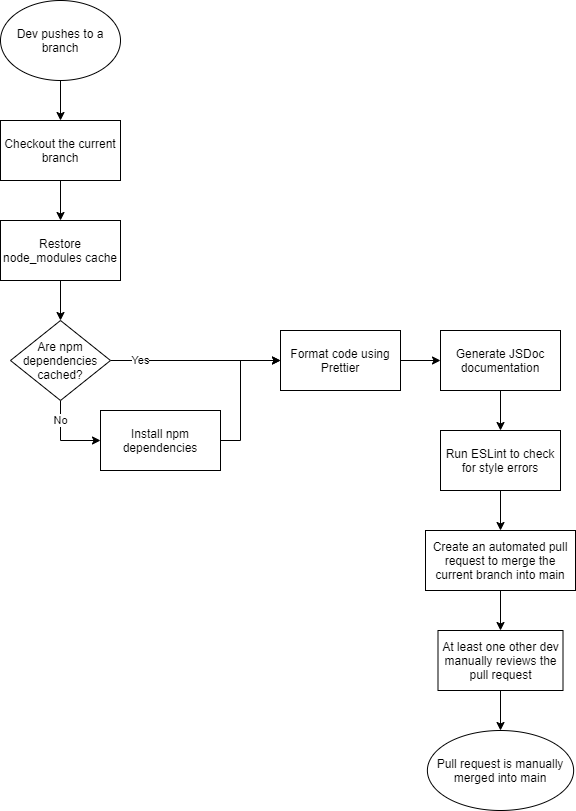 Dev pushes to a
branch
Checkout the current
branch
Restore
node_modules cache
Are npm
dependencies
cached?
Yes
No
Install npm
dependencies
Format code using
Prettier
Generate JSDoc
documentation
Run ESLint to check
for style errors
Create an automated pull
request to merge the
current branch into main
At least one other dev
manually reviews the
pull request
Pull request is manually
merged into main